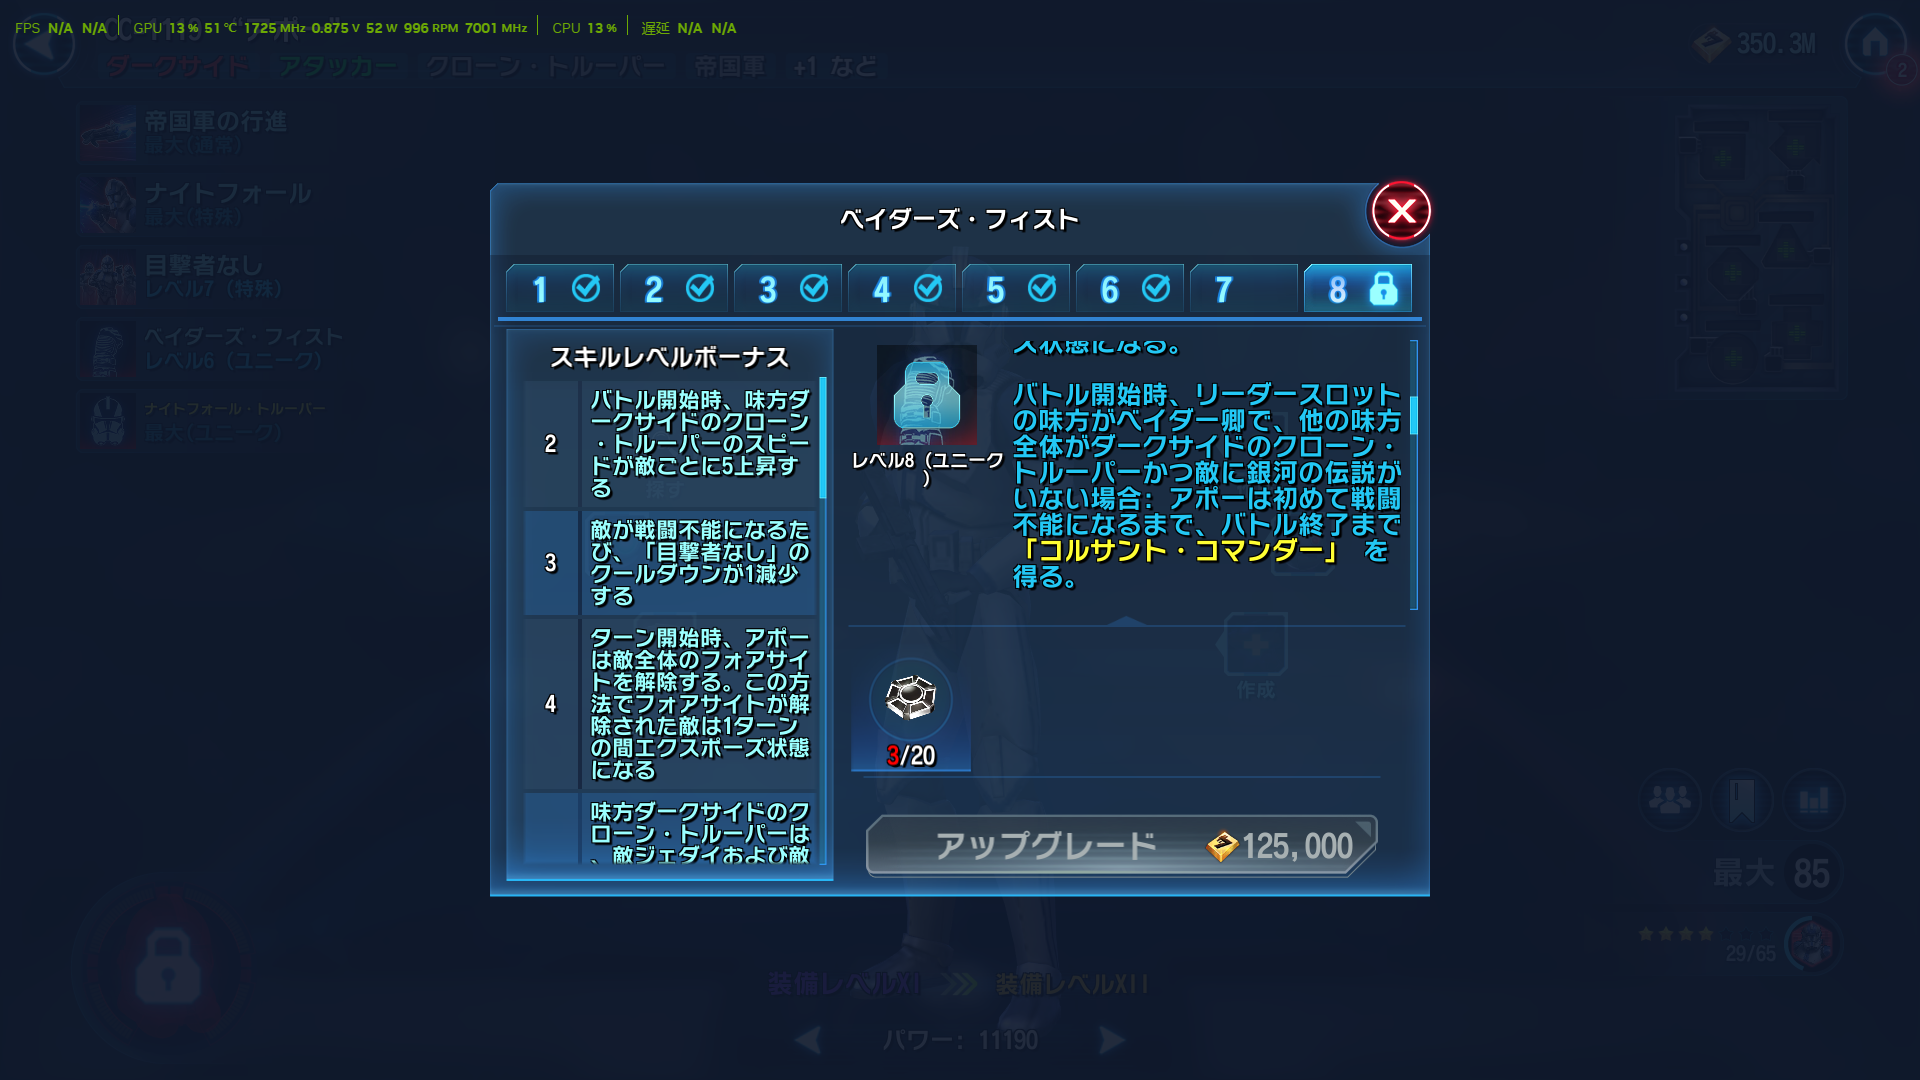 FPS N/A N/A GPU 13 % 51 ℃ 1725 MHz 0.875 V 52 W 996 RPM 7001 MHz CPU 13 % 遅延 N/A N/A
350.3M
ダークサイド アタッカー クローン・トルーパー 帝国軍 +1 など
2
帝国軍の行進
最大(通常)
ナイトフォール
最大(特殊)
目撃者なし
レベル7 (特殊)
ベイダーズ・フィスト
レベル6 (ユニーク)
ナイトフォール・トルーパー
最大(ユニーク)
ベイダーズ・フィスト
1 2 3 4 5 6 7 8
スキルレベルボーナス
2
バトル開始時、味方ダ
ークサイドのクローン
・トルーパーのスピー
ドが敵ごとに5上昇す
る
3
敵が戦闘不能になるた
び、「目撃者なし」の
クールダウンが1減少
する
4
ターン開始時、アポー
は敵全体のフォアサイ
トを解除する。この方
法でフォアサイトが解
除された敵は1ターン
の間エクスポーズ状態
になる
味方ダークサイドのク
ローン・トルーパーは
、敵ジェダイおよび敵
レベル8 (ユニーク
)
ス状態になる。
バトル開始時、リーダースロット
の味方がベイダー卿で、他の味方
全体がダークサイドのクローン・
トルーパーかつ敵に銀河の伝説が
いない場合: アポーは初めて戦闘
不能になるまで、バトル終了まで
「コルサント・コマンダー」 を
得る。
作成
3/20
アップグレード 125,000
最大 85
29/65
装備レベルXI 装備レベルXII
パワー: 11190